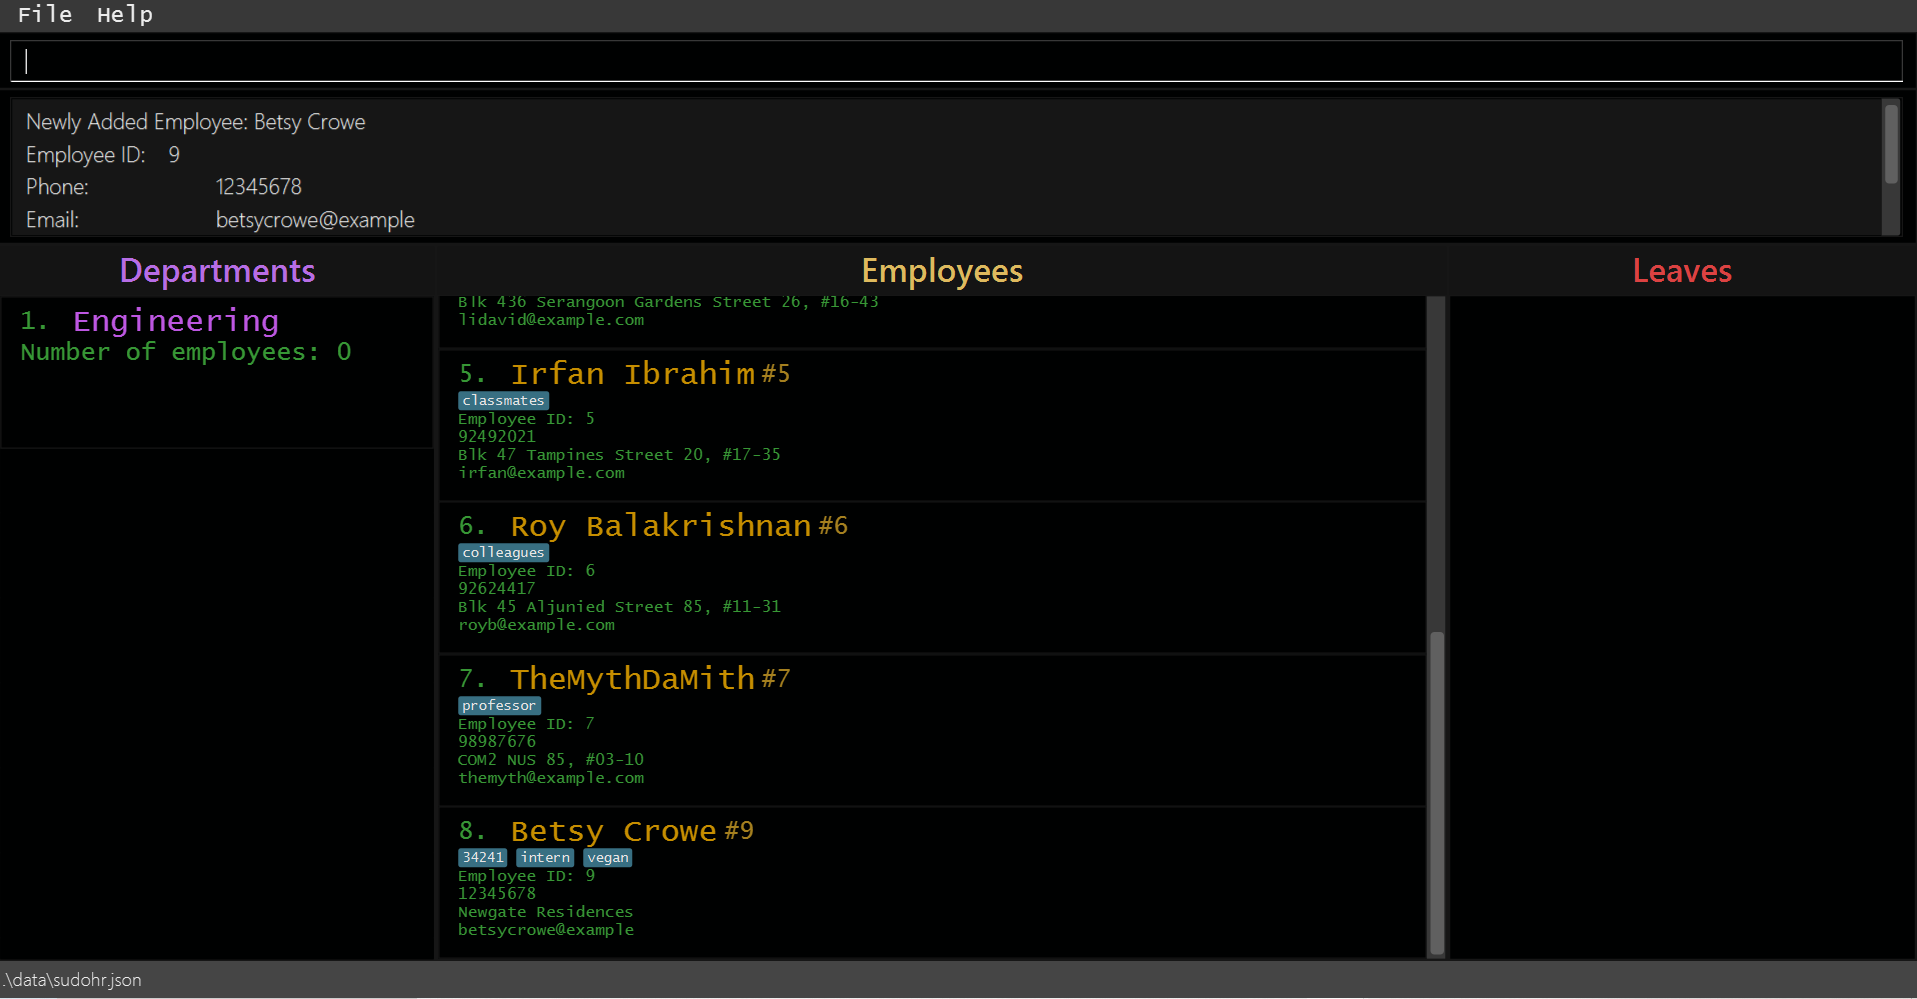 File Help
Newly Added Employee: Betsy Crowe
Employee ID: 9
Phone: 12345678
Email: betsycrowe@example
Departments
1. Engineering
Number of employees: 0
Employees
Blk 436 Serangoon Gardens Street 26, #16-43
lidavid@example.com
5. Irfan Ibrahim #5
classmates
Employee ID: 5
92492021
Blk 47 Tampines Street 20, #17-35
irfan@example.com
6. Roy Balakrishnan #6
colleagues
Employee ID: 6
92624417
Blk 45 Aljunied Street 85, #11-31
royb@example.com
7. TheMythDaMith #7
professor
Employee ID: 7
98987676
COM2 NUS 85, #03-10
themyth@example.com
8. Betsy Crowe #9
34241 intern vegan
Employee ID: 9
12345678
Newgate Residences
betsycrowe@example
Leaves
.\data\sudohr.json